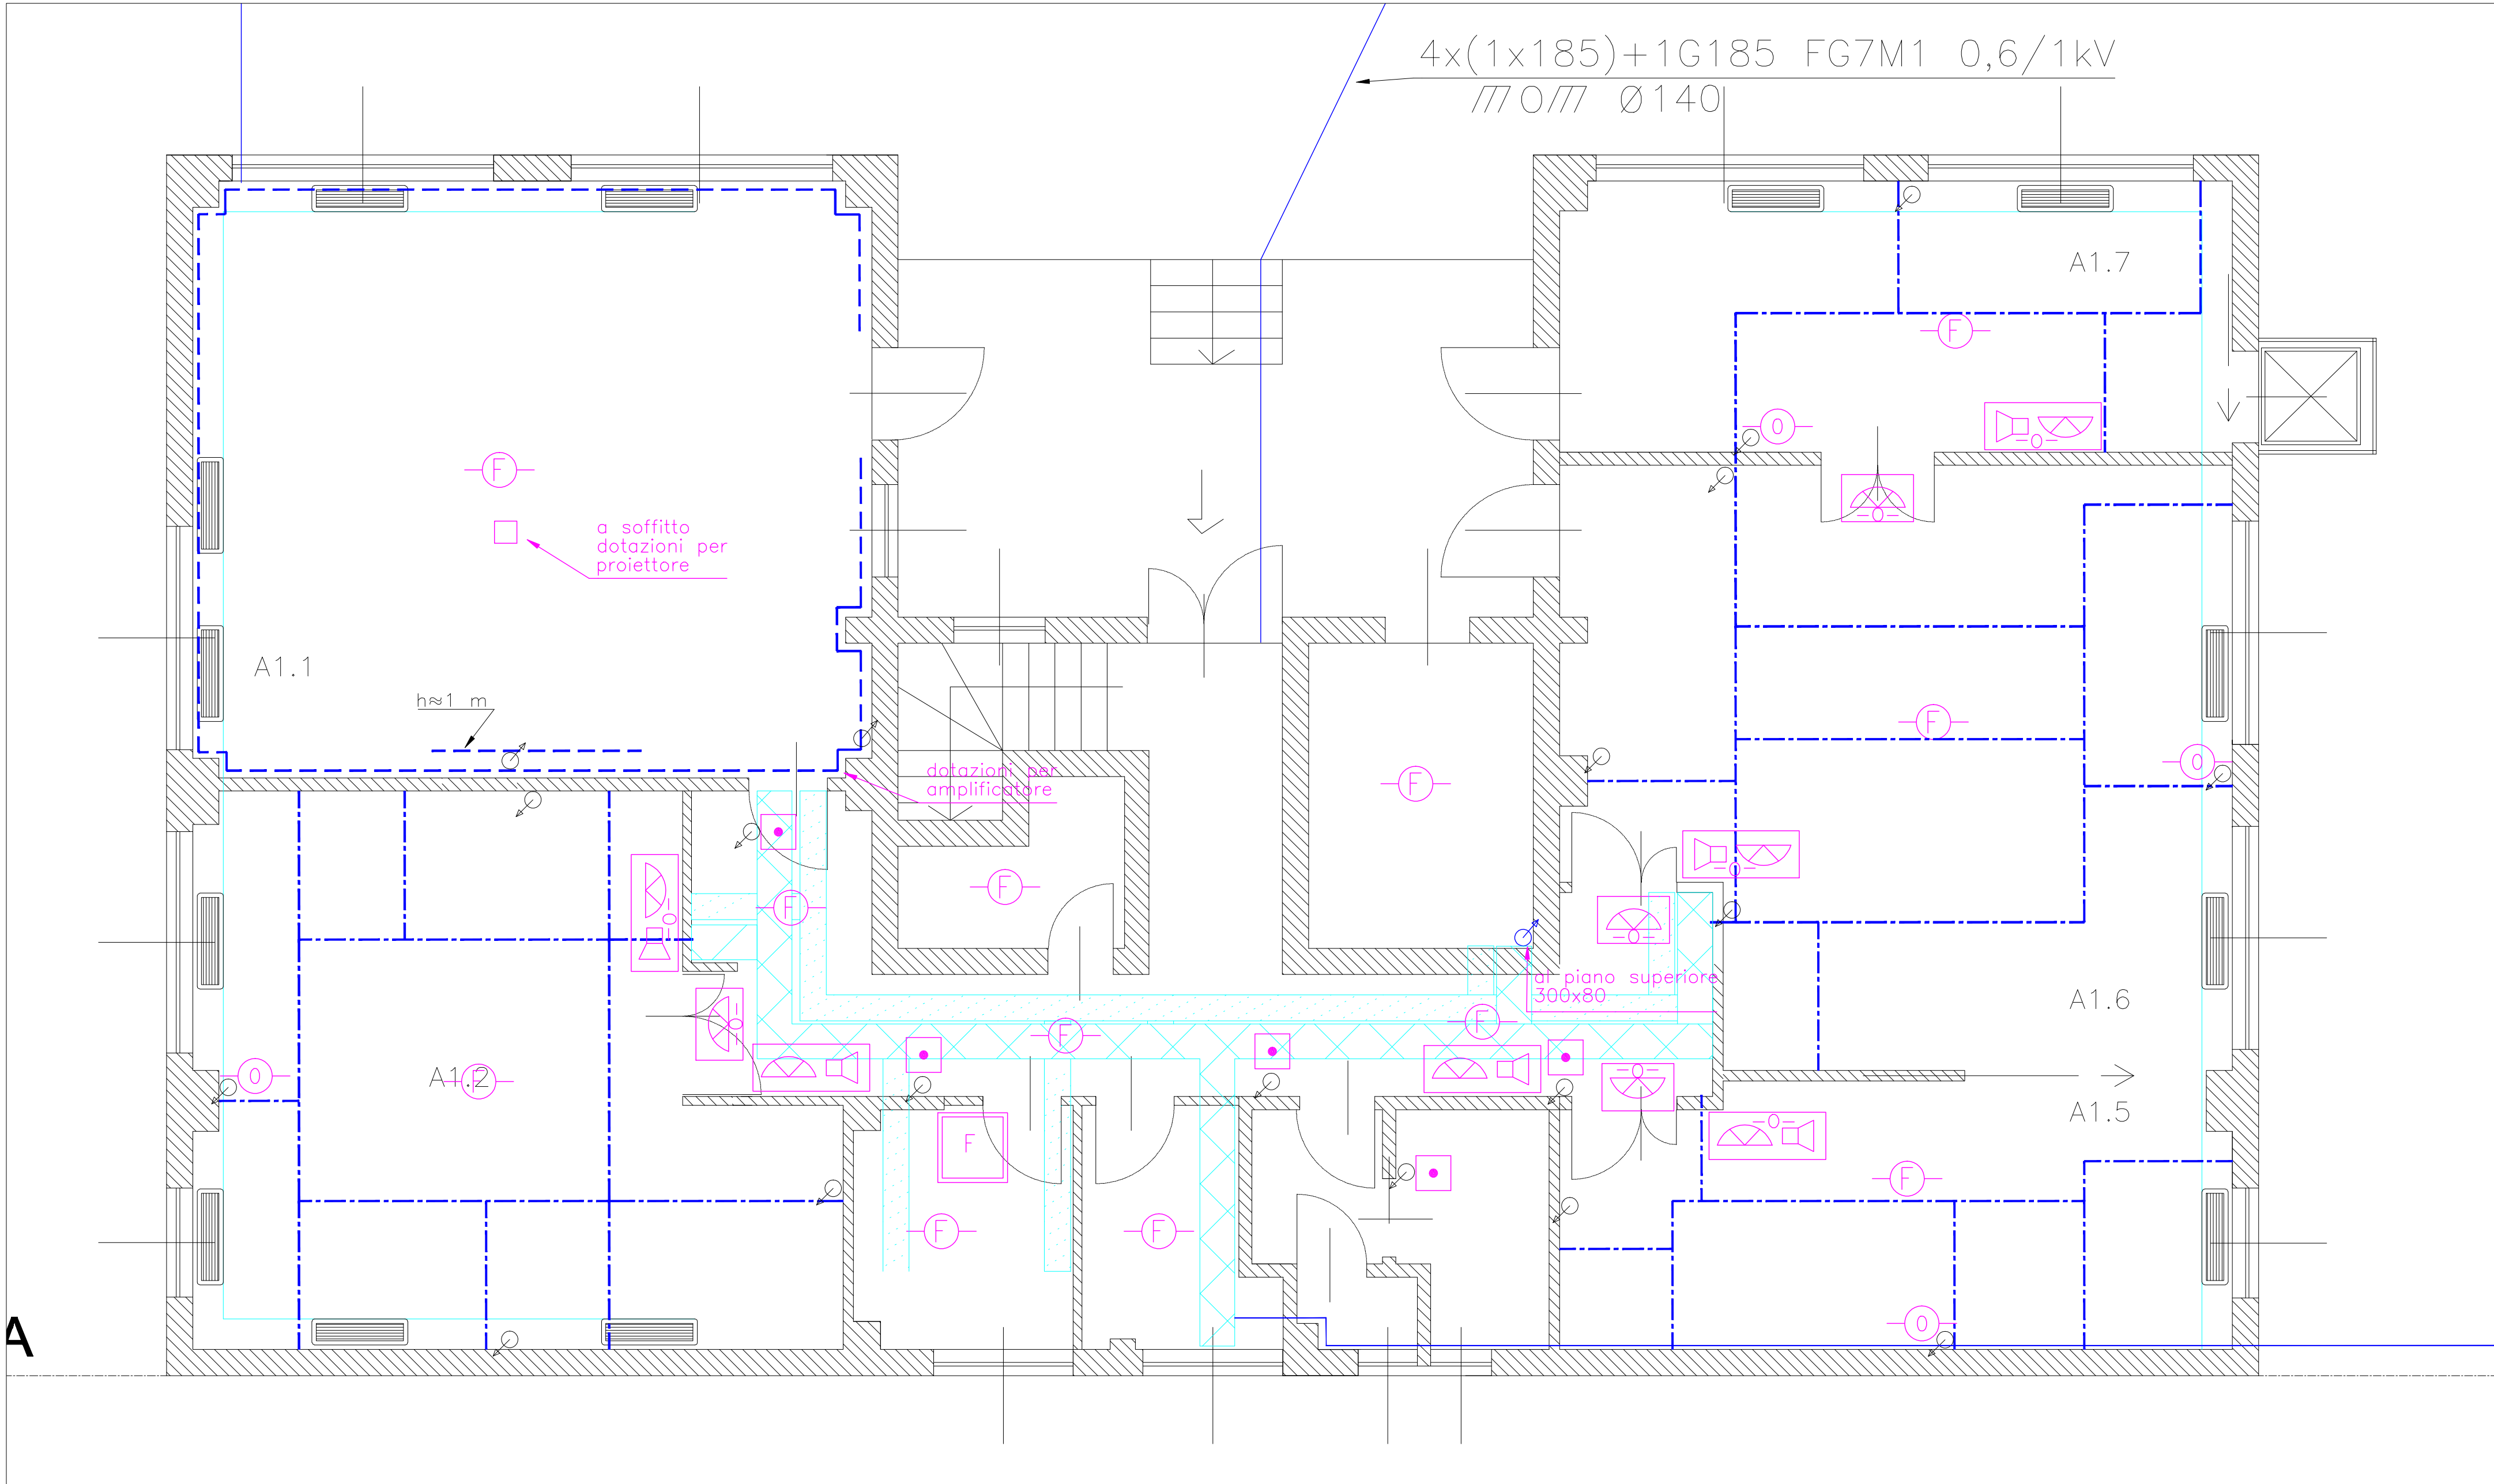 4x(1x185)+1G185 FG7M1 0,6/1kV
O Ø140
A1.7
F
F
O
F
a soffitto
dotazioni per
proiettore
O
A1.1
F
O
h≈1 m
dotazioni per
amplificatore
F
F
F
O
O
O
al piano superiore
300x80
A1.6
F
F
O
O
A1.2
F
O
A1.5
O
F
F
F
F
O
A